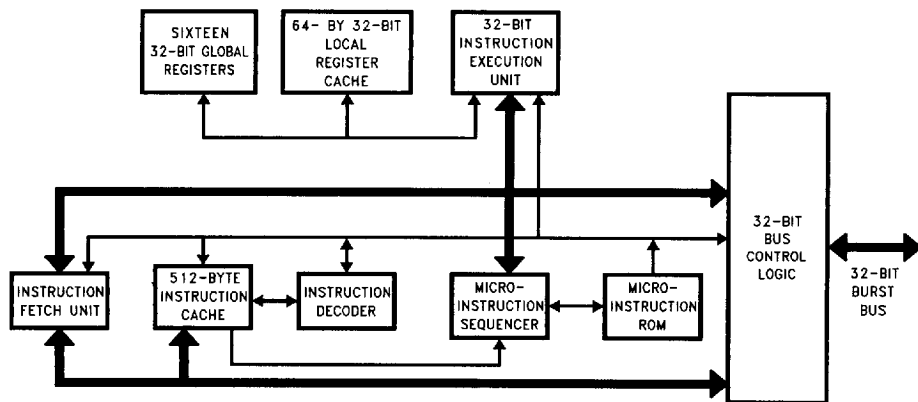 SIXTEEN
32-BIT GLOBAL
REGISTERS
64- BY 32-BIT
LOCAL
REGISTER
CACHE
32-BIT
INSTRUCTION
EXECUTION
UNIT
32-BIT
BUS
CONTROL
LOGIC
32-BIT
BURST
BUS
INSTRUCTION
FETCH UNIT
512-BYTE
INSTRUCTION
CACHE
INSTRUCTION
DECODER
MICRO-
INSTRUCTION
SEQUENCER
MICRO-
INSTRUCTION
ROM